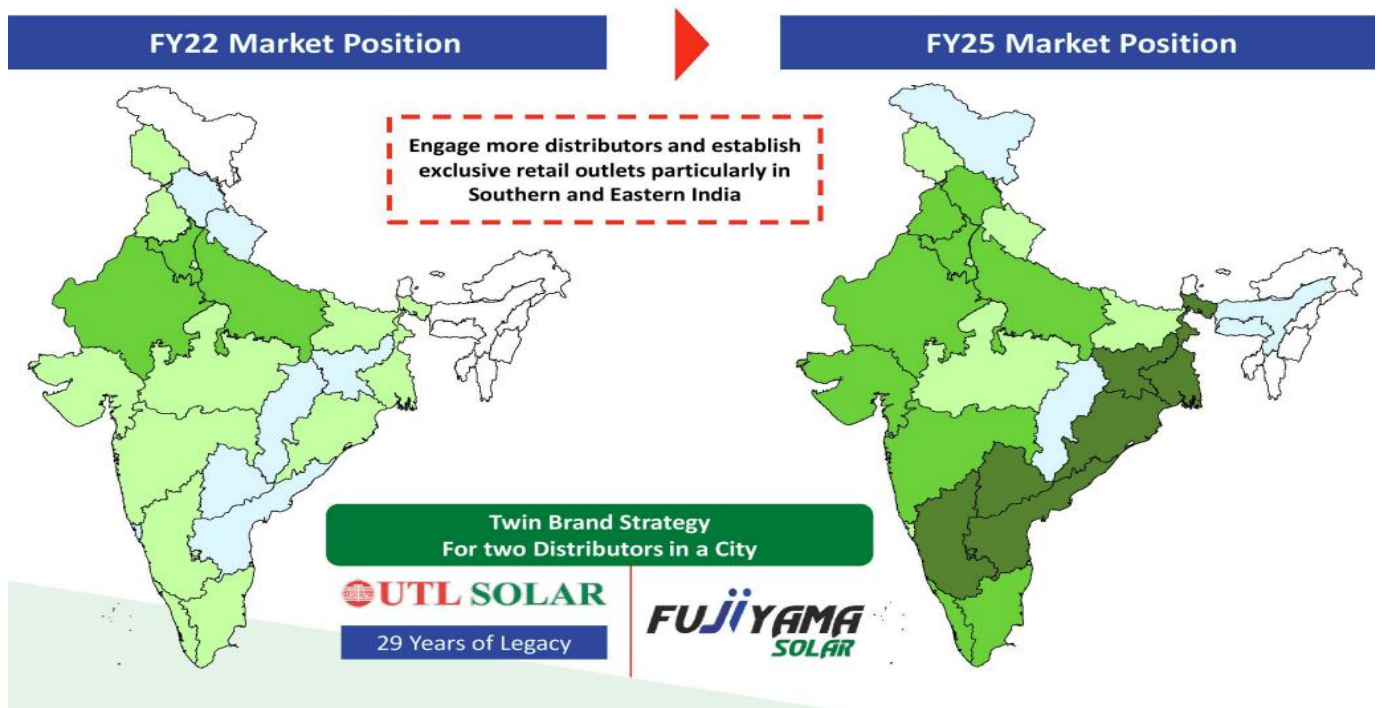 FY22 Market Position
FY25 Market Position
Engage more distributors and establish
exclusive retail outlets particularly in
Southern and Eastern India
Twin Brand Strategy
For two Distributors in a City
UTL SOLAR
29 Years of Legacy
FUJIYAMA
SOLAR